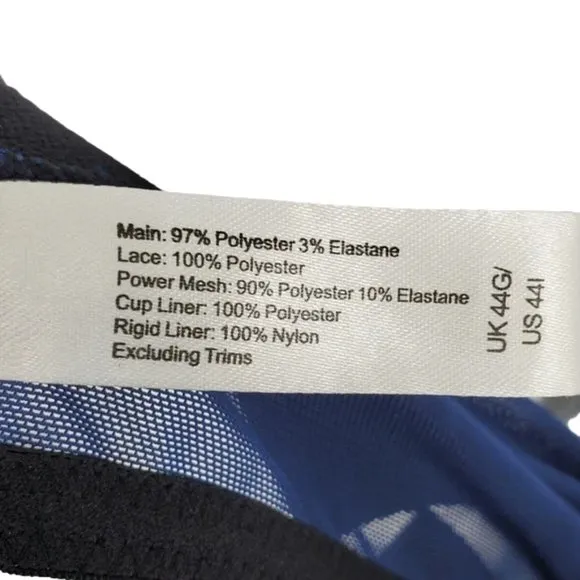 Main: 97% Polyester 3% Elastane
Lace: 100% Polyester
Power Mesh: 90% Polyester 10% Elastane
Cup Liner: 100% Polyester
Rigid Liner: 100% Nylon
Excluding Trims
UK 44G/
US 44I